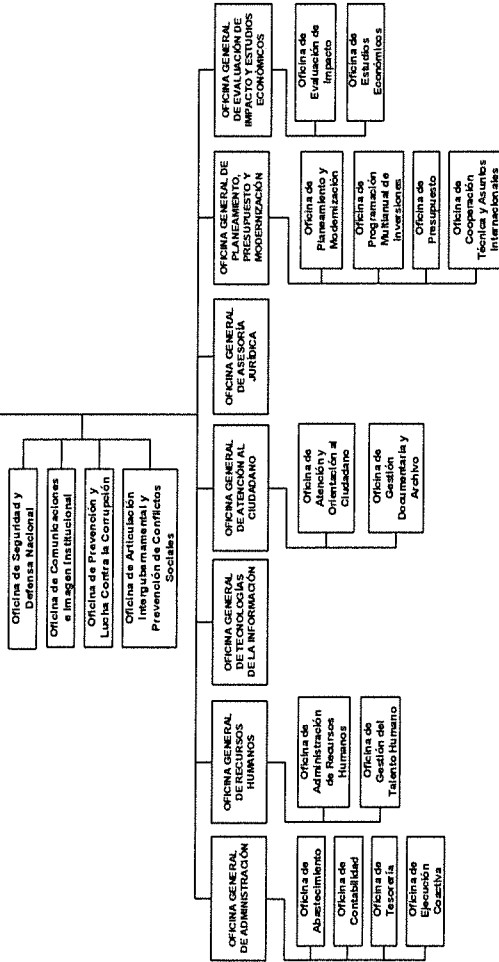 Oficina de Seguridad y
Defensa Nacional
Oficina de Comunicaciones
e Imagen Institucional
Oficina de Prevención y
Lucha Contra la Corrupción
Oficina de Articulación
Intergubernamental y
Prevención de Conflictos
Sociales
OFICINA GENERAL
DE ADMINISTRACIÓN
Oficina de
Abastecimiento
Oficina de
Contabilidad
Oficina de
Tesorería
Oficina de
Ejecución
Coactiva
OFICINA GENERAL
DE RECURSOS
HUMANOS
Oficina de
Administración
de Recursos
Humanos
Oficina de
Gestión del
Talento Humano
OFICINA GENERAL
DE TECNOLOGÍAS
DE LA INFORMACIÓN
OFICINA GENERAL
DE ATENCIÓN AL
CIUDADANO
Oficina de
Atención y
Orientación al
Ciudadano
Oficina de
Gestión
Documentaria y
Archivo
OFICINA GENERAL
DE ASESORÍA
JURÍDICA
OFICINA GENERAL DE
PLANEAMIENTO,
PRESUPUESTO Y
MODERNIZACIÓN
Oficina de
Planeamiento y
Modernización
Oficina de
Programación
Multianual de
Inversiones
Oficina de
Presupuesto
Oficina de
Cooperación
Técnica y Asuntos
Internacionales
OFICINA GENERAL
DE EVALUACIÓN DE
IMPACTO Y ESTUDIOS
ECONÓMICOS
Oficina de
Evaluación de
Impacto
Oficina de
Estudios
Económicos